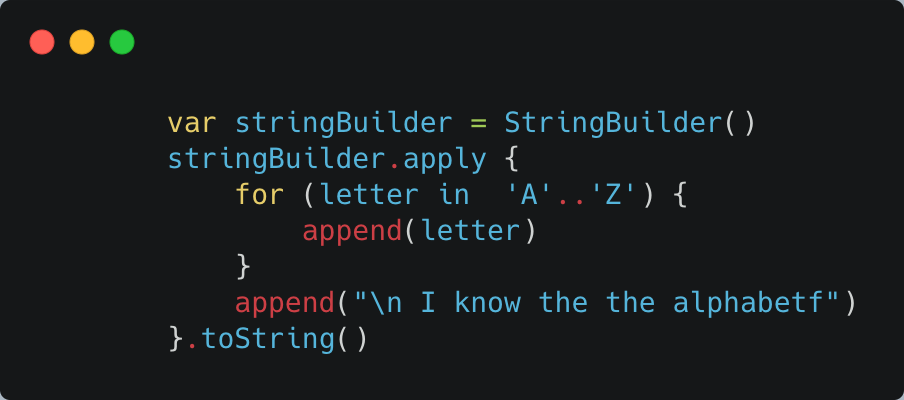 var stringBuilder = StringBuilder()
stringBuilder.apply {
    for (letter in  'A'..'Z') {
        append(letter)
    }
    append("\n I know the the alphabetf")
}.toString()